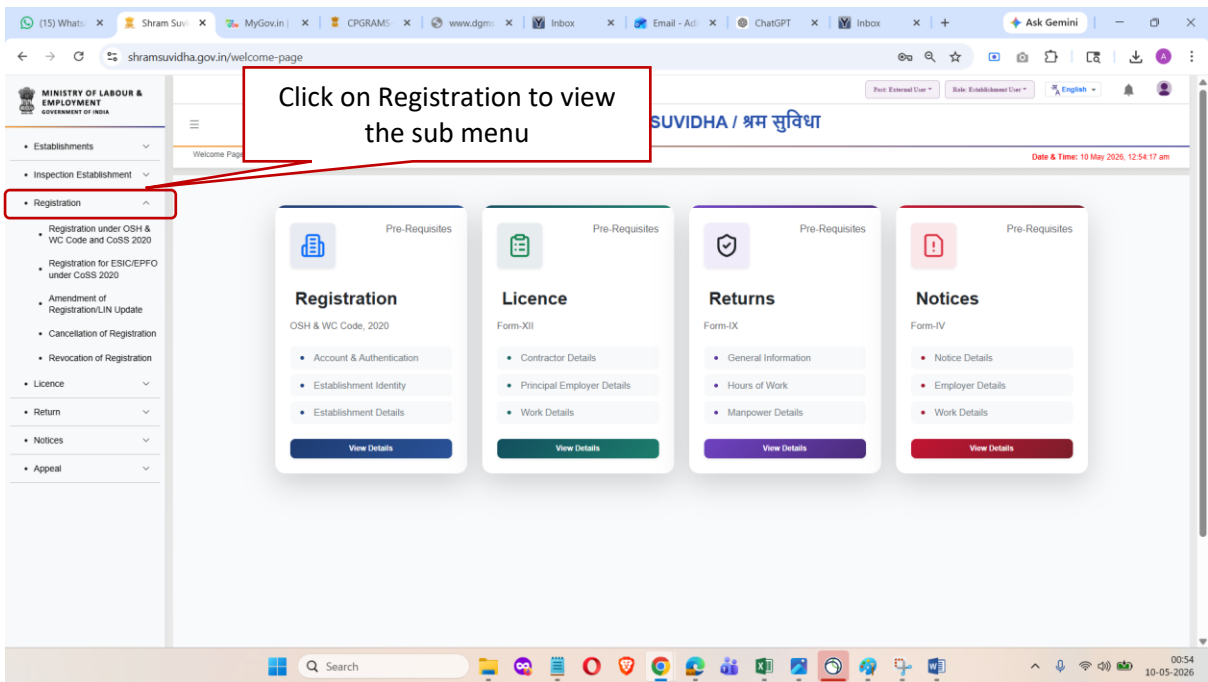 (15) Whats
Shram Suvi
MyGov.in |
CPGRAMS-
www.dgms
Inbox
Email - Adi
ChatGPT
Inbox
Ask Gemini
shramsuvidha.gov.in/welcome-page
A
MINISTRY OF LABOUR &
EMPLOYMENT
GOVERNMENT OF INDIA
Post: External User
Role: Establishment User
English
Click on Registration to view
the sub menu
SUVIDHA / श्रम सुविधा
Welcome Page
Date & Time: 10 May 2026, 12:54:17 am
Establishments
Inspection Establishment
Registration
Registration under OSH &
WC Code and CoSS 2020
Registration for ESIC/EPFO
under CoSS 2020
Amendment of
Registration/LIN Update
Cancellation of Registration
Revocation of Registration
Licence
Return
Notices
Appeal
Pre-Requisites
Registration
OSH & WC Code, 2020
Account & Authentication
Establishment Identity
Establishment Details
View Details
Pre-Requisites
Licence
Form-XII
Contractor Details
Principal Employer Details
Work Details
View Details
Pre-Requisites
Returns
Form-IX
General Information
Hours of Work
Manpower Details
View Details
Pre-Requisites
Notices
Form-IV
Notice Details
Employer Details
Work Details
View Details
Search
00:54
10-05-2026